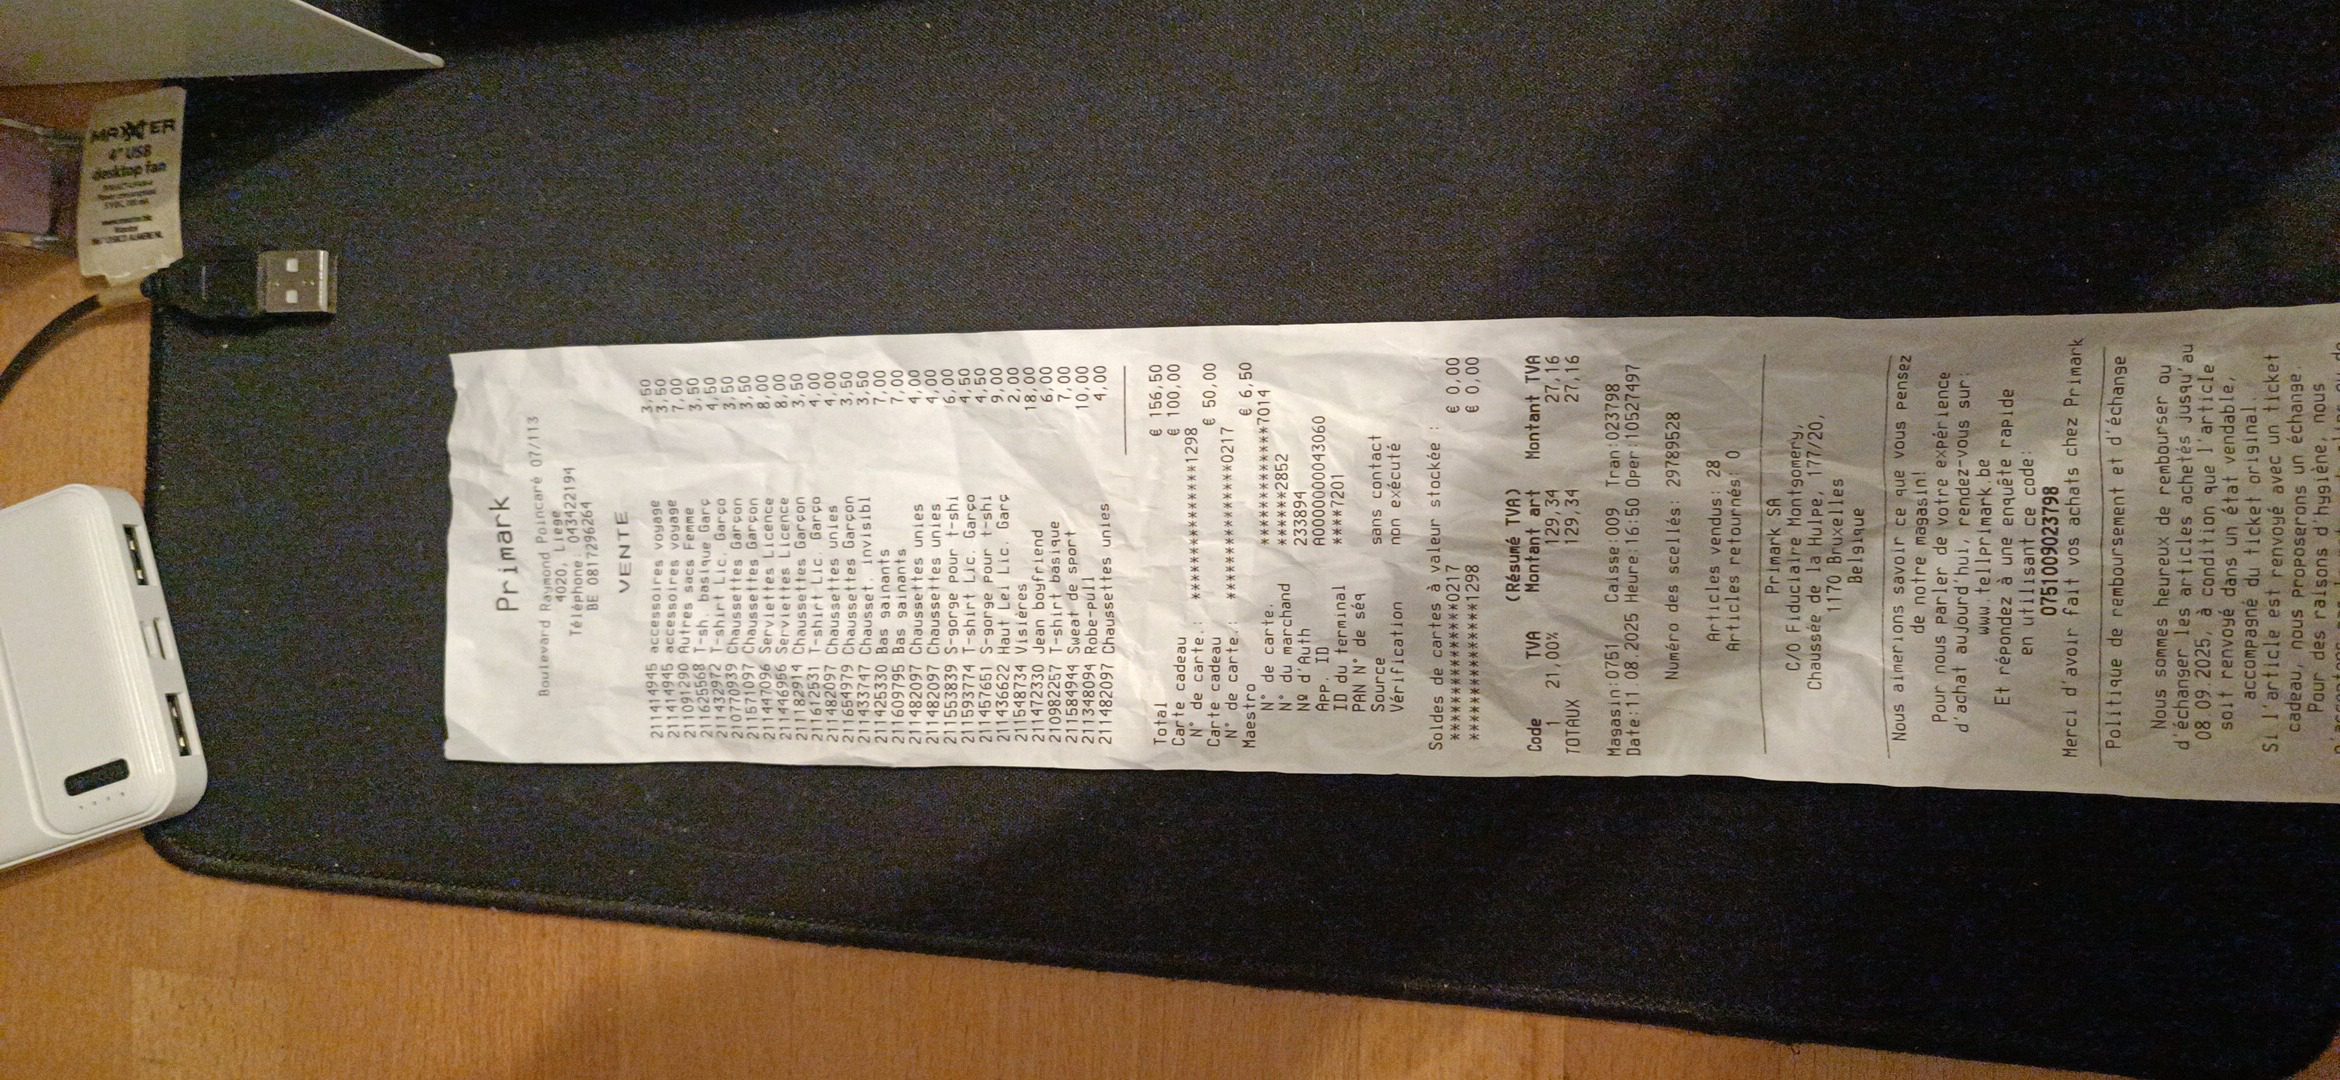 MAXXTER
4" USB
desktop fan
Primark
Boulevard Raymond Poincaré 07/113
4020, Liege
Téléphone: 043422194
BE 0817296264
VENTE
211414945 accessoires voyage 3,50
211414945 accessoires voyage 3,50
211091290 Autres sacs Femme 7,00
211625568 T-sh basique Garç 3,50
211432972 T-shirt Lic. Garço 4,50
210770939 Chaussettes Garçon 3,50
211571097 Chaussettes Garçon 3,50
211447096 Serviettes Licence 8,00
211446956 Serviettes Licence 8,00
211182914 Chaussettes Garçon 3,50
211612531 T-shirt Lic. Garço 4,00
211482097 Chaussettes unies 4,00
211654979 Chaussettes Garçon 3,50
211433747 Chausset. invisibl 3,50
211425330 Bas gainants 7,00
211609795 Bas gainants 7,00
211482097 Chaussettes unies 4,00
211482097 Chaussettes unies 4,00
211553839 S-gorge pour t-shi 6,00
211593774 T-shirt Lic. Garço 4,50
211457651 S-gorge pour t-shi 4,50
211436622 Haut Lei Lic. Garç 9,00
211548734 Visières 2,00
211472330 Jean boyfriend 18,00
210982257 T-shirt basique 6,00
211584944 Sweat de sport 7,00
211348094 Robe-pull 10,00
211482097 Chaussettes unies 4,00
Total € 156,50
Carte cadeau € 100,00
N° de carte.: ***************1298
Carte cadeau € 50,00
N° de carte.: ***************0217
Maestro € 6,50
N° de carte. ***************7014
N° du marchand *****2852
Nº d'Auth 233894
App. ID A0000000043060
ID du terminal ****7201
PAN N° de séq
Source sans contact
Vérification non exécuté
Soldes de cartes à valeur stockée :
***************0217 € 0,00
***************1298 € 0,00
(Résumé TVA)
Code TVA Montant art Montant TVA
1 21,00% 129,34 27,16
TOTAUX 129,34 27,16
Magasin:0751 Caisse:009 Tran:023798
Date:11.08.2025 Heure:16:50 Oper:10527497
Numéro des scellés: 29789528
Articles vendus: 28
Articles retournés: 0
Primark SA
C/O Fiduciaire Montgomery,
Chaussée de la Hulpe, 177/20,
1170 Bruxelles
Belgique
Nous aimerions savoir ce que vous pensez
de notre magasin!
Pour nous parler de votre expérience
d'achat aujourd'hui, rendez-vous sur:
www.tellprimark.be
Et répondez à une enquête rapide
en utilisant ce code:
075100902​3798
Merci d'avoir fait vos achats chez Primark
Politique de remboursement et d'échange
Nous sommes heureux de rembourser ou
d'échanger les articles achetés jusqu'au
08.09.2025, à condition que l'article
soit renvoyé dans un état vendable,
accompagné du ticket original.
Si l'article est renvoyé avec un ticket
cadeau, nous proposerons un échange.
Pour des raisons d'hygiène, nous